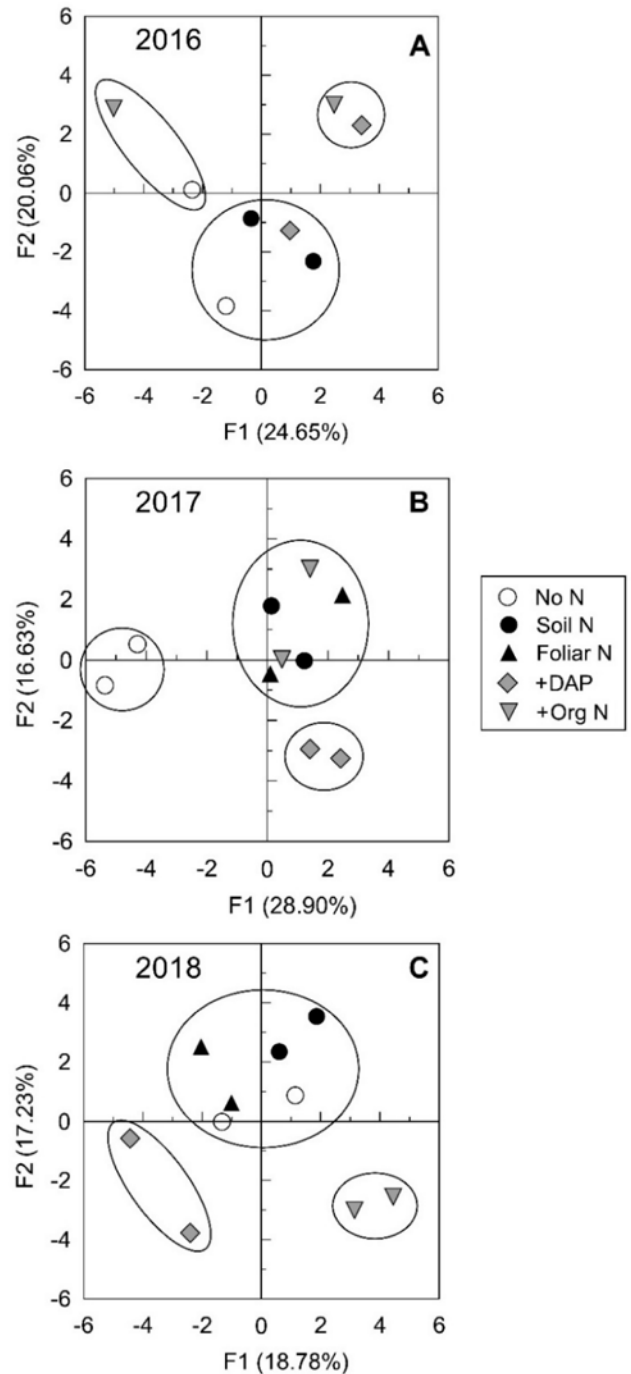 2016
A
6
4
2
0
-2
-4
-6
F2 (20.06%)
-6 -4 -2 0 2 4 6
F1 (24.65%)
2017
B
6
4
2
0
-2
-4
-6
F2 (16.63%)
-6 -4 -2 0 2 4 6
F1 (28.90%)
No N
Soil N
Foliar N
+DAP
+Org N
2018
C
6
4
2
0
-2
-4
-6
F2 (17.23%)
-6 -4 -2 0 2 4 6
F1 (18.78%)